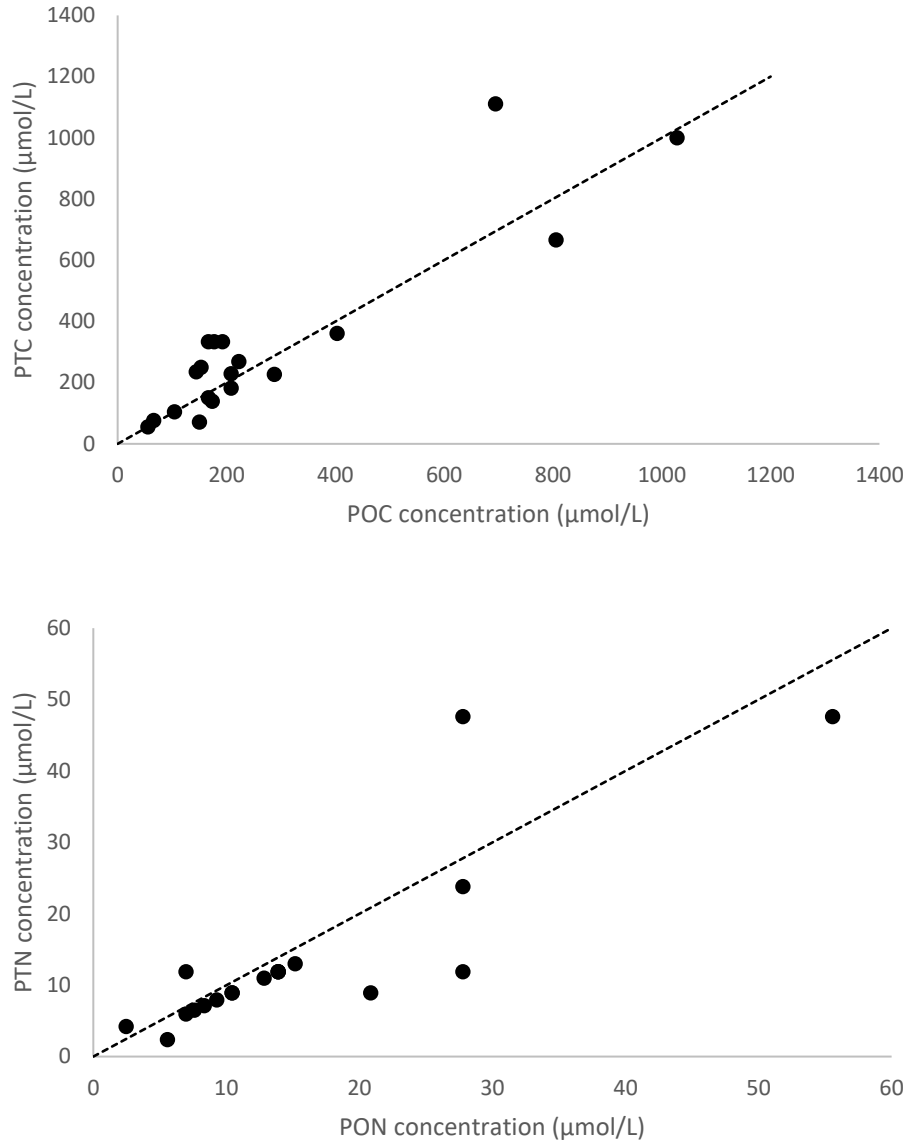 1400
1200
1000
800
600
400
200
0
PTC concentration (µmol/L)
0 200 400 600 800 1000 1200 1400
POC concentration (µmol/L)
60
50
40
30
20
10
0
PTN concentration (µmol/L)
0 10 20 30 40 50 60
PON concentration (µmol/L)